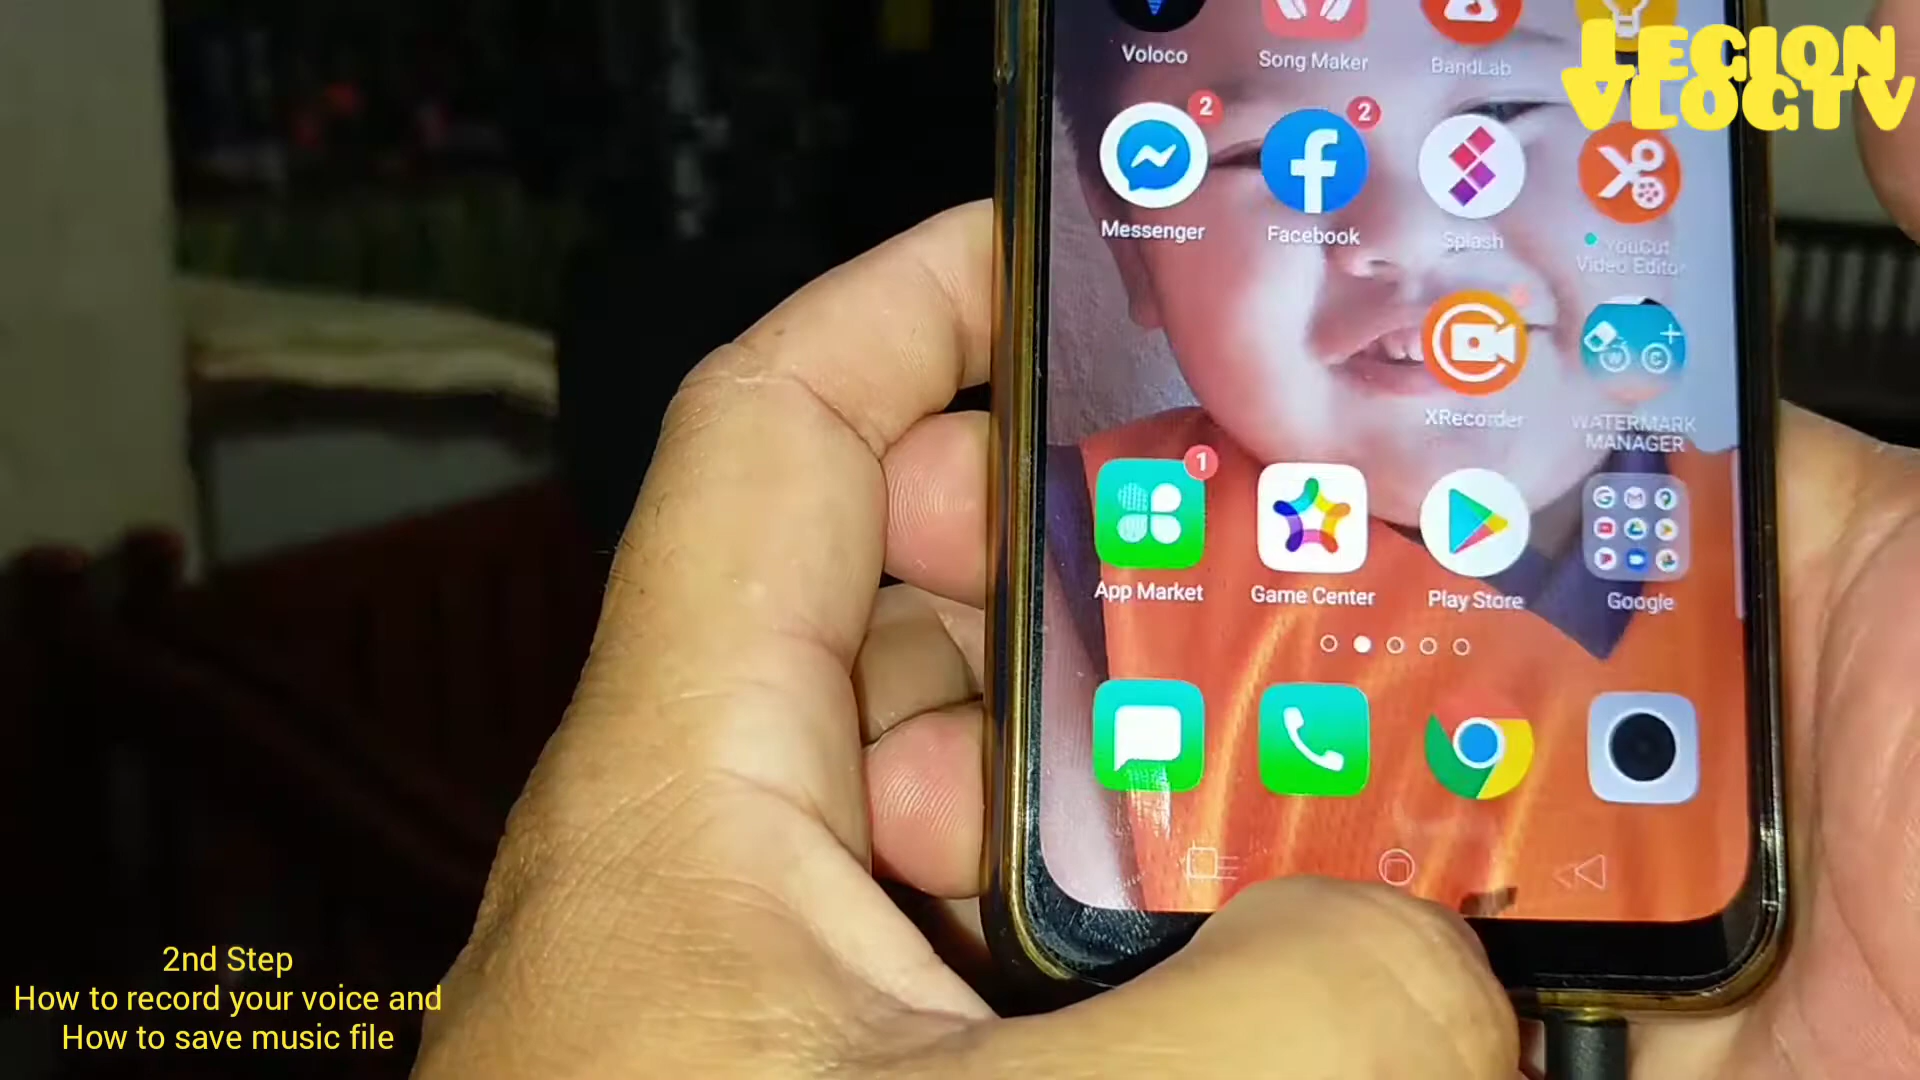 LEGION
VLOGTV
Voloco
Song Maker
BandLab
2
2
Messenger
Facebook
Splash
YouCut
Video Editor
XRecorder
WATERMARK
MANAGER
1
App Market
Game Center
Play Store
Google
2nd Step
How to record your voice and
How to save music file